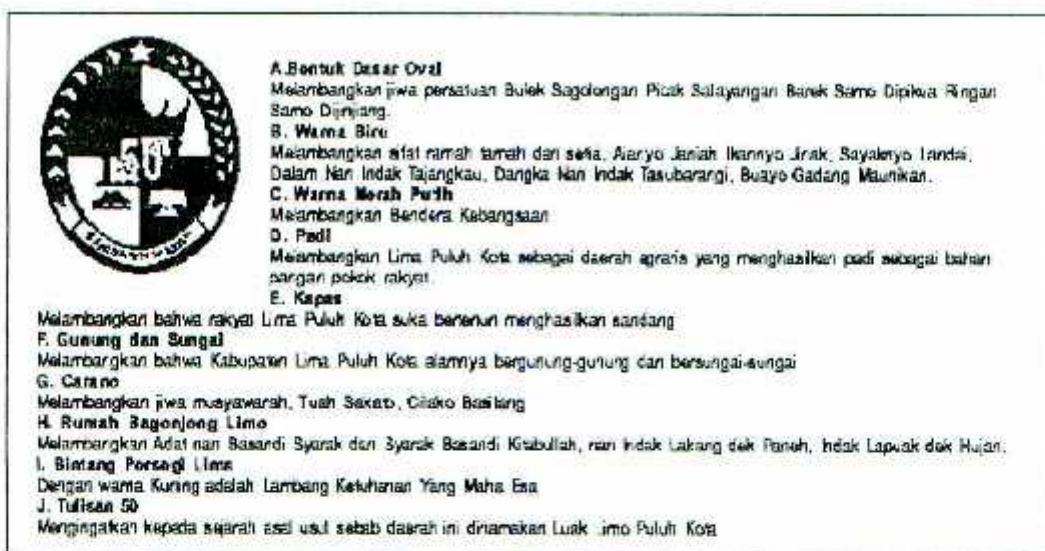 A.Bentuk Dasar Oval
Melambangkan jiwa persatuan Bulek Sagolongan Picak Salayangan Barek Samo Dipikua Ringan
Samo Dijinjiang.
B. Warna Biru
Melambangkan sifat ramah tamah dan setia, Aianyo Janiah Ikannyo Jinak, Sayaknyo Landai,
Dalam Nan Indak Tajangkau, Dangka Nan Indak Tasubarangi, Buayo Gadang Maunikan.
C. Warna Merah Putih
Melambangkan Bendera Kebangsaan
D. Padi
Melambangkan Lima Puluh Kota sebagai daerah agraris yang menghasilkan padi sebagai bahan
pangan pokok rakyat.
E. Kapas
Melambangkan bahwa rakyat Lima Puluh Kota suka bertenun menghasilkan sandang
F. Gunung dan Sungai
Melambangkan bahwa Kabupaten Lima Puluh Kota alamnya bergunung-gunung dan bersungai-sungai
G. Carano
Melambangkan jiwa musyawarah, Tuah Sakato, Cilako Basilang
H. Rumah Bagonjong Limo
Melambangkan Adat nan Basandi Syarak dan Syarak Basandi Kitabullah, nan Indak Lakang dek Paneh, Indak Lapuak dek Hujan.
I. Bintang Persegi Lima
Dengan warna Kuning adalah Lambang Ketuhanan Yang Maha Esa
J. Tulisan 50
Mengingatkan kepada sejarah asal usul sebab daerah ini dinamakan Luak Limo Puluh Kota